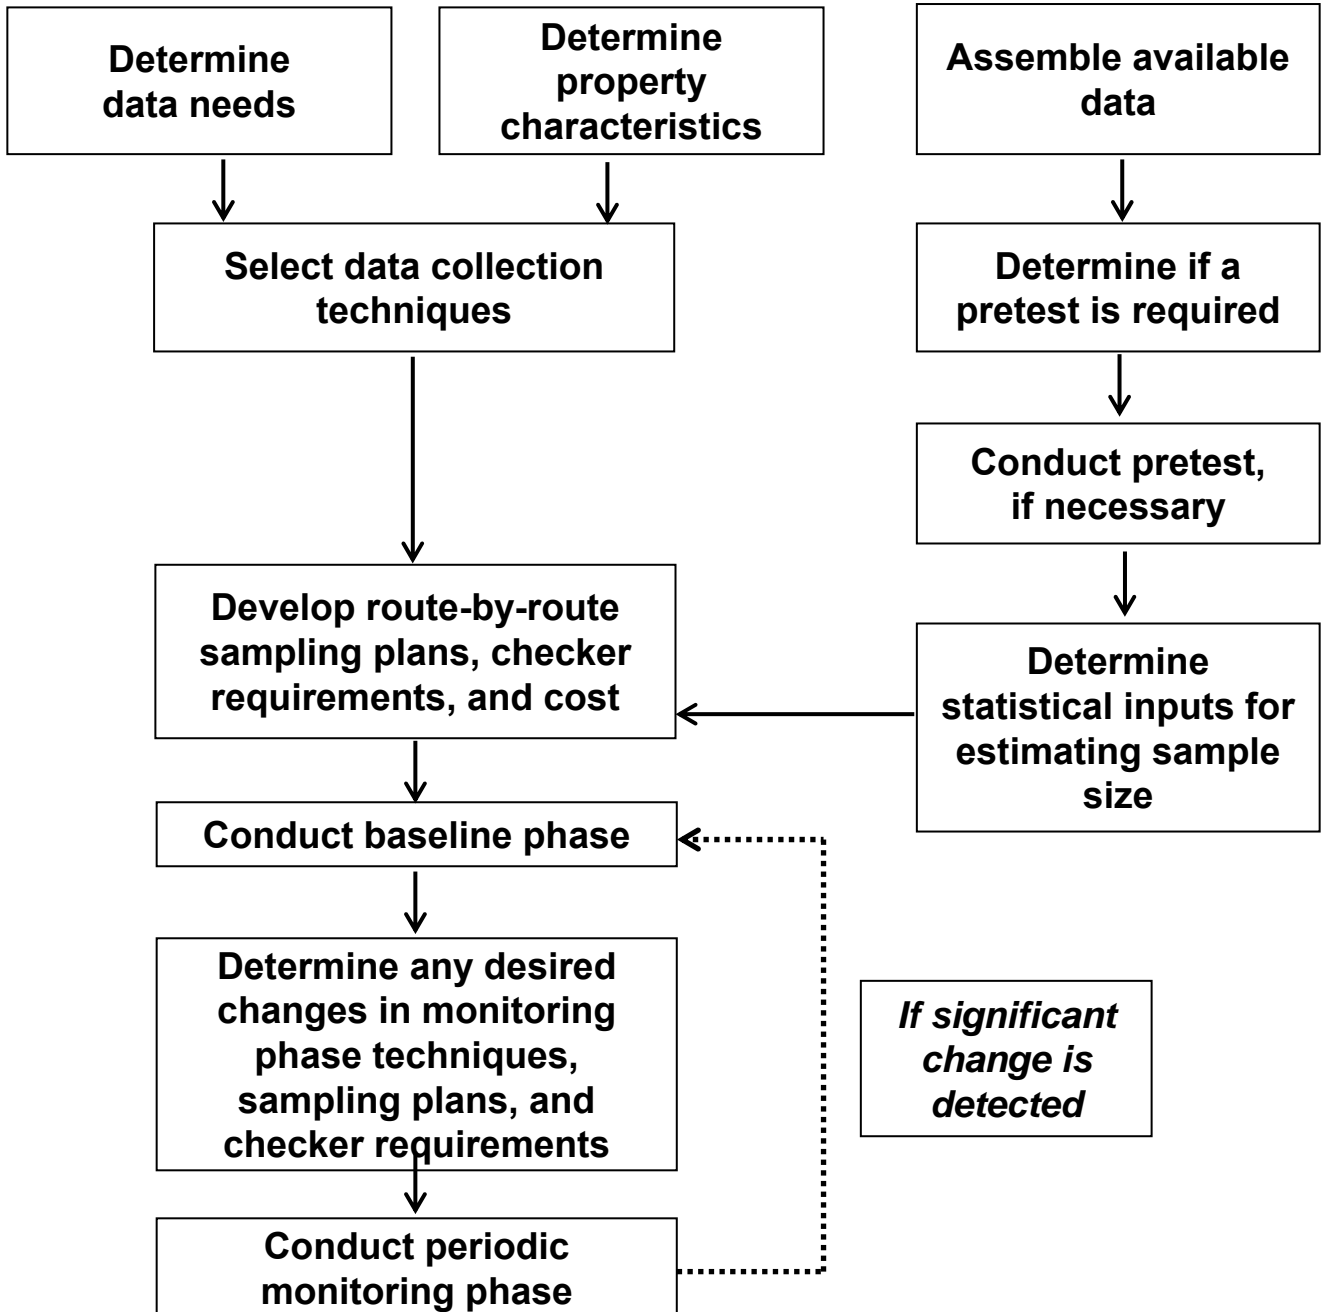 Determine
data needs
Determine
property
characteristics
Assemble available
data
Select data collection
techniques
Determine if a
pretest is required
Conduct pretest,
if necessary
Develop route-by-route
sampling plans, checker
requirements, and cost
Determine
statistical inputs for
estimating sample
size
Conduct baseline phase
Determine any desired
changes in monitoring
phase techniques,
sampling plans, and
checker requirements
If significant
change is
detected
Conduct periodic
monitoring phase